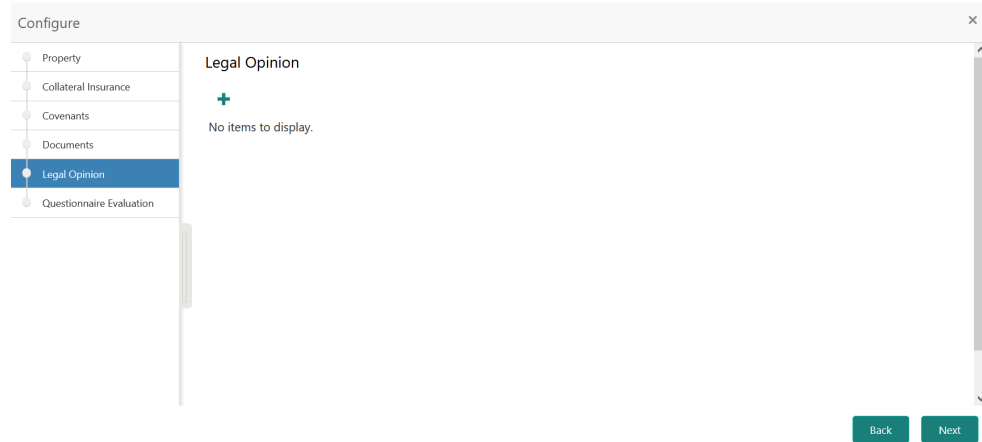 Configure
Property
Collateral Insurance
Covenants
Documents
Legal Opinion
Questionnaire Evaluation
Legal Opinion
No items to display.
Back
Next